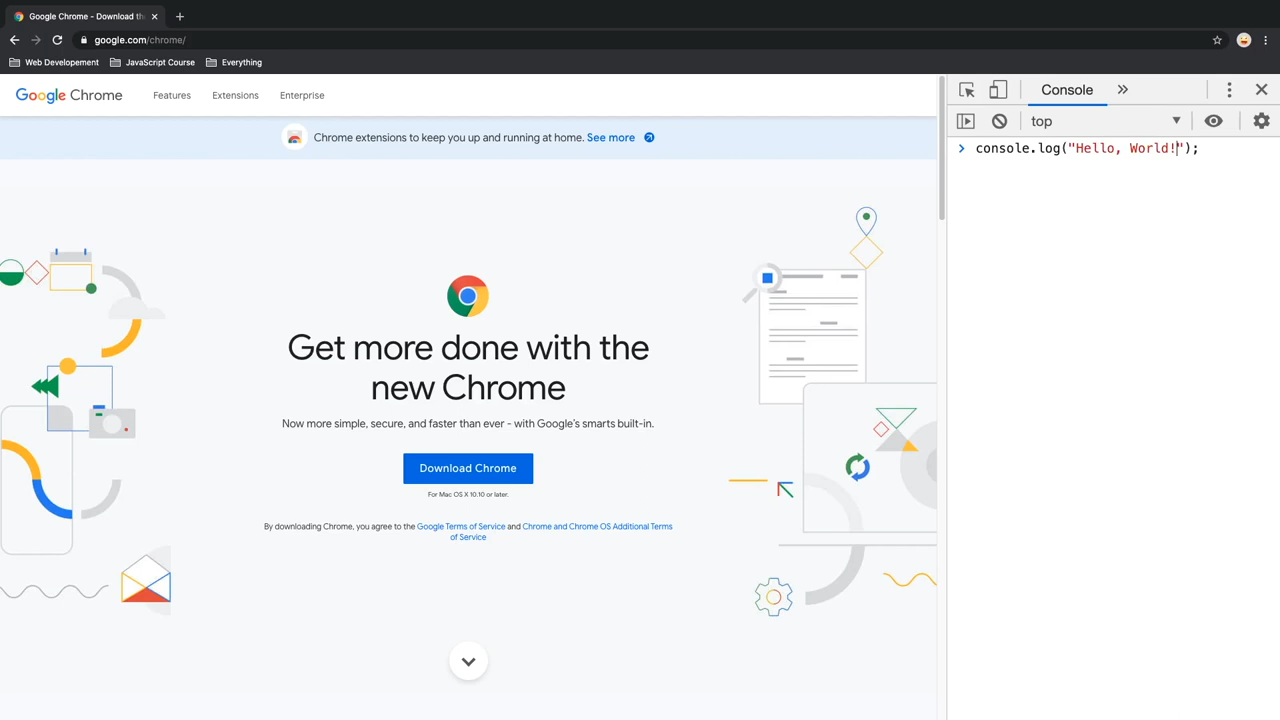 Google Chrome - Download th
google.com/chrome/
Web Developement JavaScript Course Everything
Google Chrome Features Extensions Enterprise
Chrome extensions to keep you up and running at home. See more
Get more done with the
new Chrome
Now more simple, secure, and faster than ever - with Google's smarts built-in.
Download Chrome
For Mac OS X 10.10 or later.
By downloading Chrome, you agree to the Google Terms of Service and Chrome and Chrome OS Additional Terms
of Service
Console
top
console.log("Hello, World!");